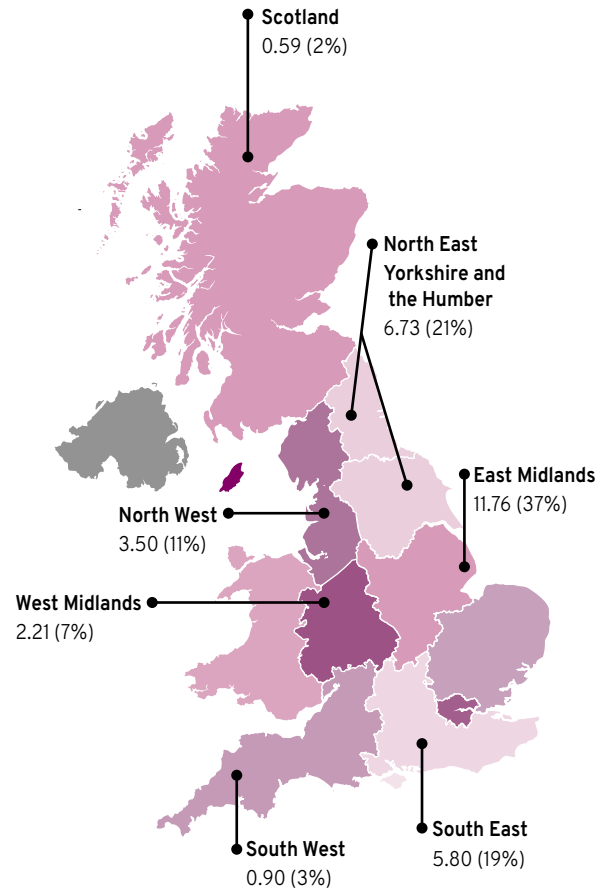 Scotland
0.59 (2%)
North East
Yorkshire and
the Humber
6.73 (21%)
East Midlands
11.76 (37%)
North West
3.50 (11%)
West Midlands
2.21 (7%)
South East
5.80 (19%)
South West
0.90 (3%)